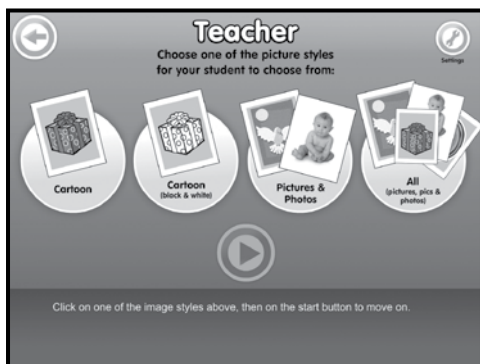 Teacher
Choose one of the picture styles
for your student to choose from:
Settings
Cartoon
Cartoon
(black & white)
Pictures &
Photos
All
(pictures, pics &
photos)
Click on one of the image styles above, then on the start button to move on.